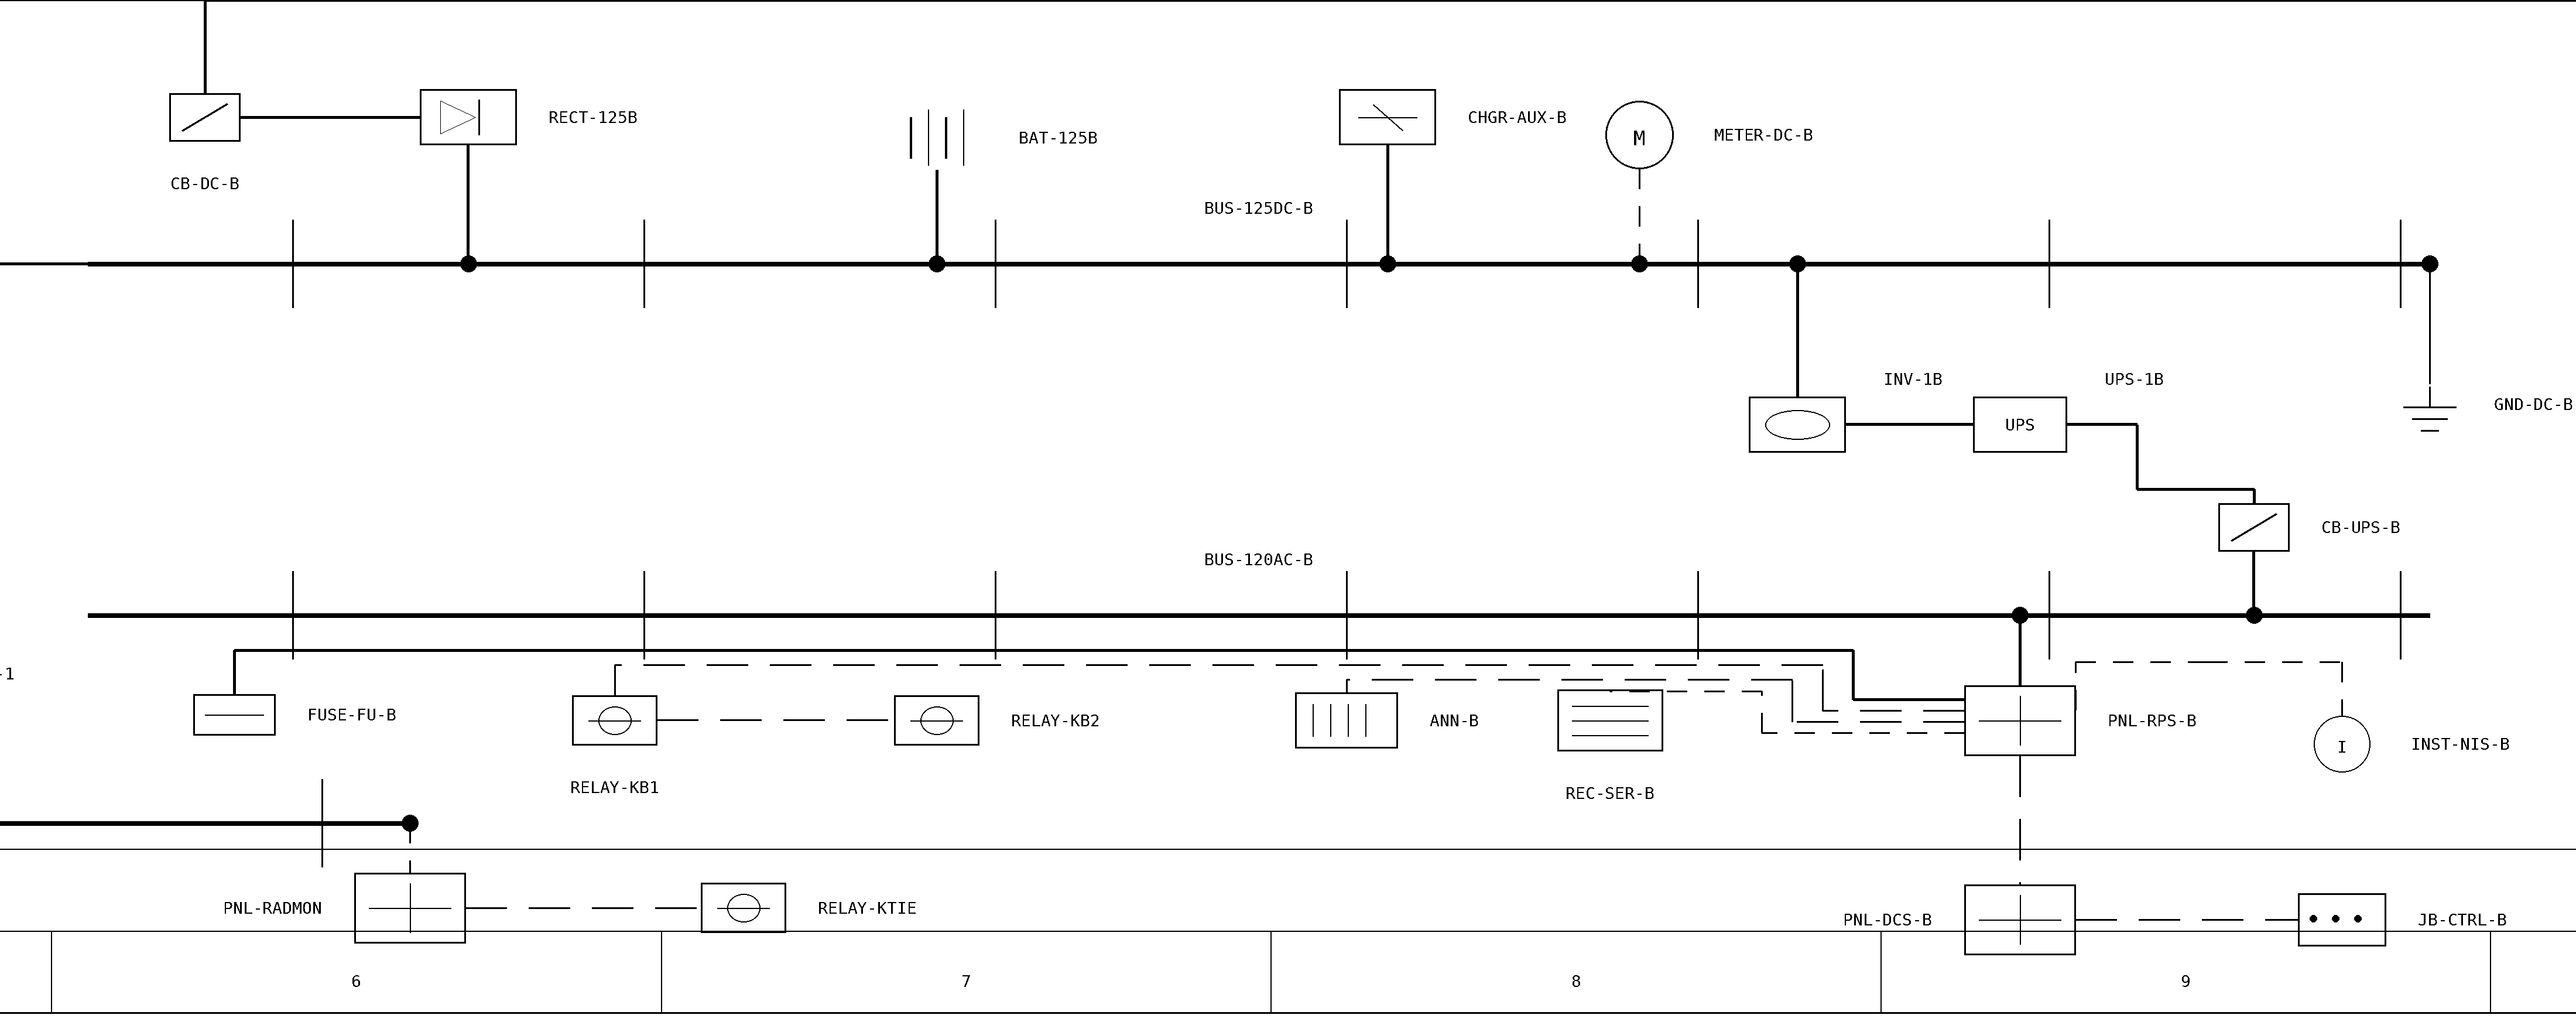 RECT-125B
CHGR-AUX-B
METER-DC-B
M
BAT-125B
CB-DC-B
BUS-125DC-B
INV-1B
UPS-1B
GND-DC-B
UPS
CB-UPS-B
BUS-120AC-B
-1
FUSE-FU-B
RELAY-KB2
ANN-B
PNL-RPS-B
I
INST-NIS-B
RELAY-KB1
REC-SER-B
PNL-RADMON
RELAY-KTIE
PNL-DCS-B
JB-CTRL-B
6
7
8
9